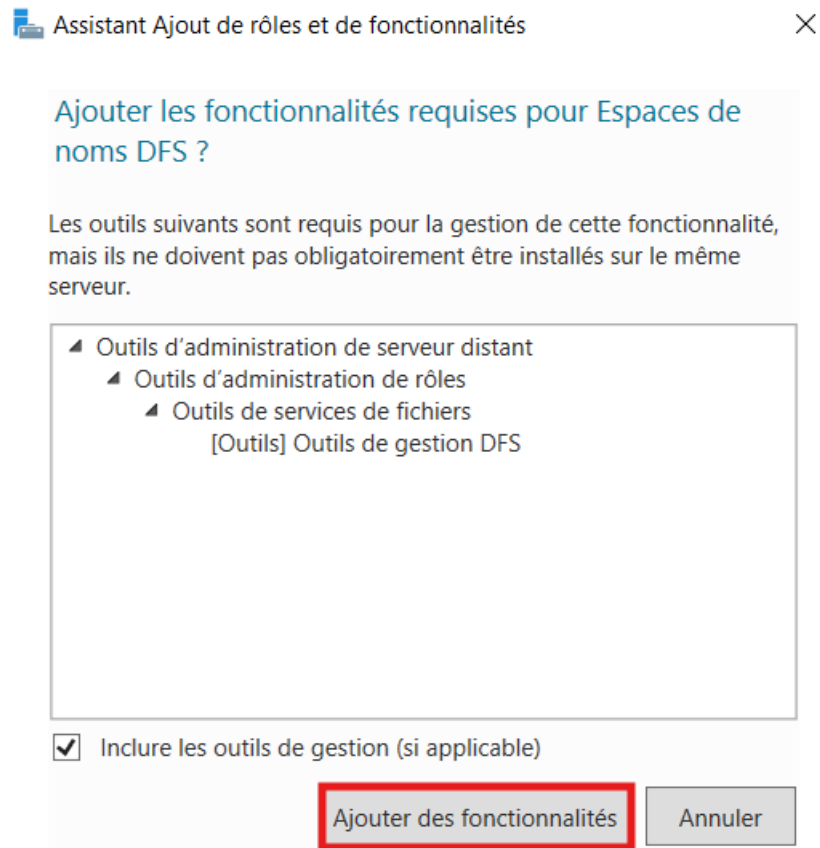 Assistant Ajout de rôles et de fonctionnalités
Ajouter les fonctionnalités requises pour Espaces de
noms DFS ?
Les outils suivants sont requis pour la gestion de cette fonctionnalité,
mais ils ne doivent pas obligatoirement être installés sur le même
serveur.
Outils d’administration de serveur distant
Outils d’administration de rôles
Outils de services de fichiers
[Outils] Outils de gestion DFS
Inclure les outils de gestion (si applicable)
Ajouter des fonctionnalités
Annuler